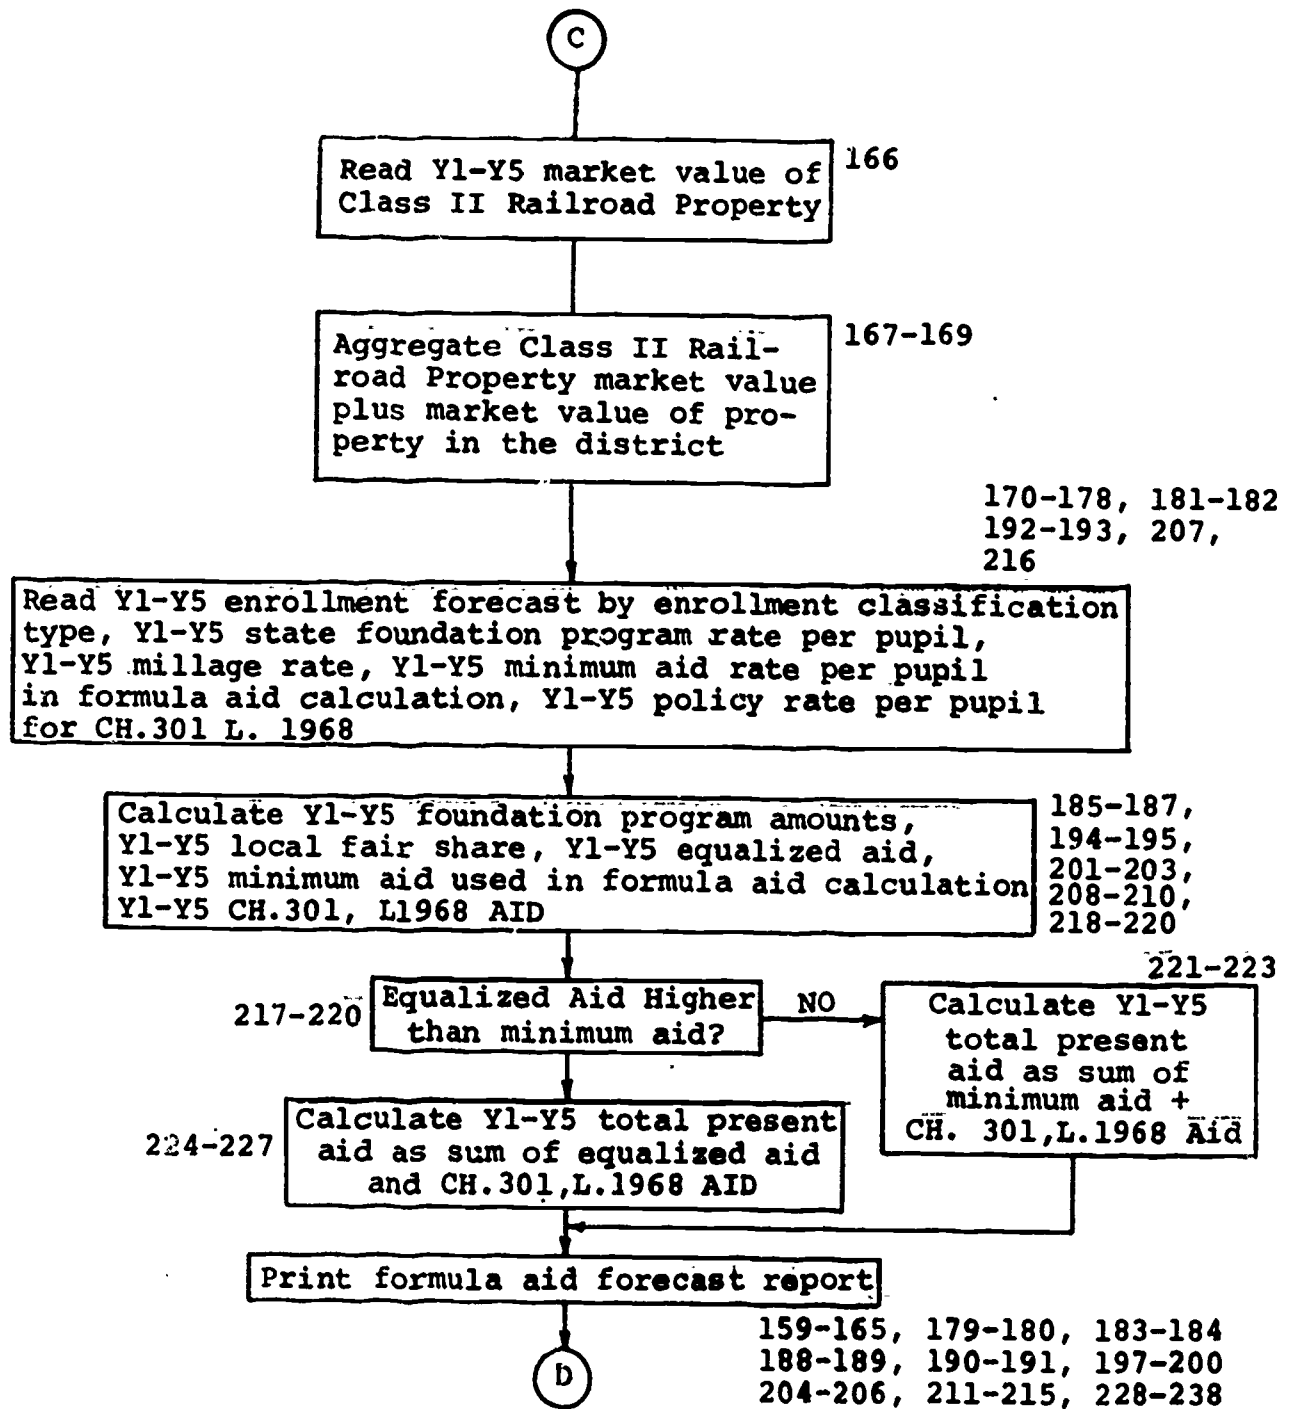 C
Read Y1-Y5 market value of
Class II Railroad Property
166
Aggregate Class II Rail-
road Property market value
plus market value of pro-
perty in the district
167-169
170-178, 181-182
192-193, 207,
216
Read Y1-Y5 enrollment forecast by enrollment classification
type, Y1-Y5 state foundation program rate per pupil,
Y1-Y5 millage rate, Y1-Y5 minimum aid rate per pupil
in formula aid calculation, Y1-Y5 policy rate per pupil
for CH.301 L. 1968
Calculate Y1-Y5 foundation program amounts,
Y1-Y5 local fair share, Y1-Y5 equalized aid,
Y1-Y5 minimum aid used in formula aid calculation
Y1-Y5 CH.301, L1968 AID
185-187,
194-195,
201-203,
208-210,
218-220
217-220
Equalized Aid Higher
than minimum aid?
NO
221-223
Calculate Y1-Y5
total present
aid as sum of
minimum aid +
CH. 301,L.1968 Aid
224-227
Calculate Y1-Y5 total present
aid as sum of equalized aid
and CH.301,L.1968 AID
Print formula aid forecast report
D
159-165, 179-180, 183-184
188-189, 190-191, 197-200
204-206, 211-215, 228-238